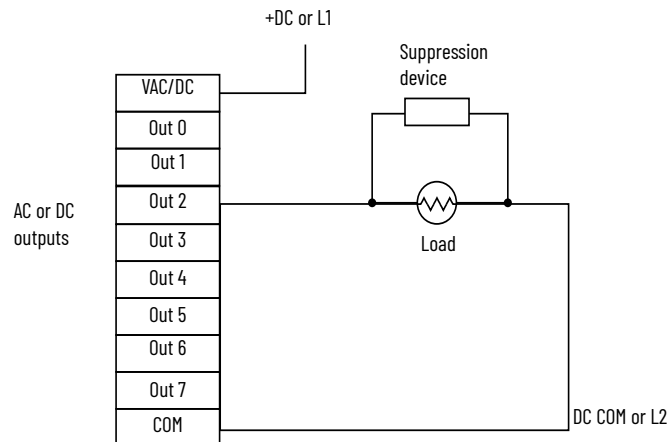 +DC or L1
Suppression
device
VAC/DC
Out 0
Out 1
Out 2
Out 3
Out 4
Out 5
Out 6
Out 7
COM
AC or DC
outputs
Load
DC COM or L2